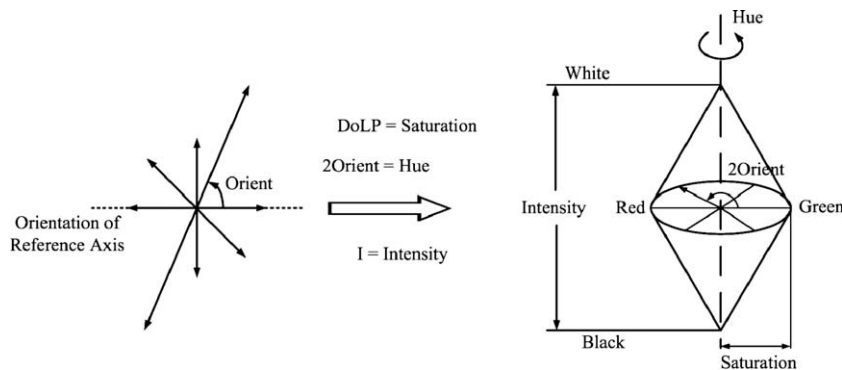 Orient
Orientation of
Reference Axis
DoLP = Saturation
2Orient = Hue
I = Intensity
Hue
White
2Orient
Intensity
Red
Green
Black
Saturation